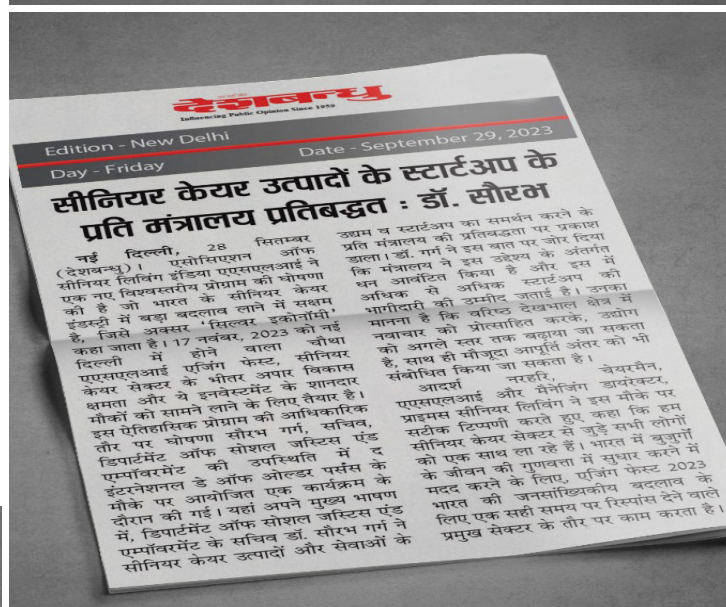 देशबन्धु
Influencing Public Opinion Since 1959
Edition - New Delhi
Day - Friday
Date - September 29, 2023
सीनियर केयर उत्पादों के स्टार्टअप के
प्रति मंत्रालय प्रतिबद्धत : डॉ. सौरभ
नई दिल्ली, 28 सितम्बर
(देशबन्धु)। एसोसिएशन ऑफ
सीनियर लिविंग इंडिया एएसएलआई ने
एक नए विश्वस्तरीय प्रोग्राम की घोषणा
की है जो भारत के सीनियर केयर
इंडस्ट्री में बड़ा बदलाव लाने में सक्षम
है, जिसे अक्सर 'सिल्वर इकोनॉमी'
कहा जाता है। 17 नवंबर, 2023 को नई
दिल्ली में होने वाला चौथा
एएसएलआई एजिंग फेस्ट, सीनियर
केयर सेक्टर के भीतर अपार विकास
क्षमता और ये इनवेस्टमेंट के शानदार
मौकों को सामने लाने के लिए तैयार है।
इस ऐतिहासिक प्रोग्राम की आधिकारिक
तौर पर घोषणा सौरभ गर्ग, सचिव,
डिपार्टमेंट ऑफ सोशल जस्टिस एंड
एम्पॉवरमेंट की उपस्थिति में द
इंटरनेशनल डे ऑफ ओल्डर पर्संस के
मौके पर आयोजित एक कार्यक्रम के
दौरान की गई। यहां अपने मुख्य भाषण
में, डिपार्टमेंट ऑफ सोशल जस्टिस एंड
एम्पॉवरमेंट के सचिव डॉ. सौरभ गर्ग ने
सीनियर केयर उत्पादों और सेवाओं के
उद्यम व स्टार्टअप का समर्थन करने के
प्रति मंत्रालय की प्रतिबद्धता पर प्रकाश
डाला। डॉ. गर्ग ने इस बात पर जोर दिया
कि मंत्रालय ने इस उद्देश्य के अंतर्गत
धन आवंटित किया है और इस में
अधिक से अधिक स्टार्टअप की
भागीदारी की उम्मीद जताई है। उनका
मानना है कि वरिष्ठ देखभाल क्षेत्र में
नवाचार को प्रोत्साहित करके, उद्योग
को अगले स्तर तक बढ़ाया जा सकता
है, साथ ही मौजूदा आपूर्ति अंतर को भी
संबोधित किया जा सकता है।
आदर्श नरहरि, चेयरमैन,
एएसएलआई और मैनेजिंग डायरेक्टर,
प्राइमस सीनियर लिविंग ने इस मौके पर
सटीक टिप्पणी करते हुए कहा कि हम
सीनियर केयर सेक्टर से जुड़े सभी लोगों
को एक साथ ला रहे हैं। भारत में बुजुर्गों
के जीवन की गुणवत्ता में सुधार करने में
मदद करने के लिए, एजिंग फेस्ट 2023
भारत की जनसांख्यिकीय बदलाव के
लिए एक सही समय पर रिस्पांस देने वाले
प्रमुख सेक्टर के तौर पर काम करता है।